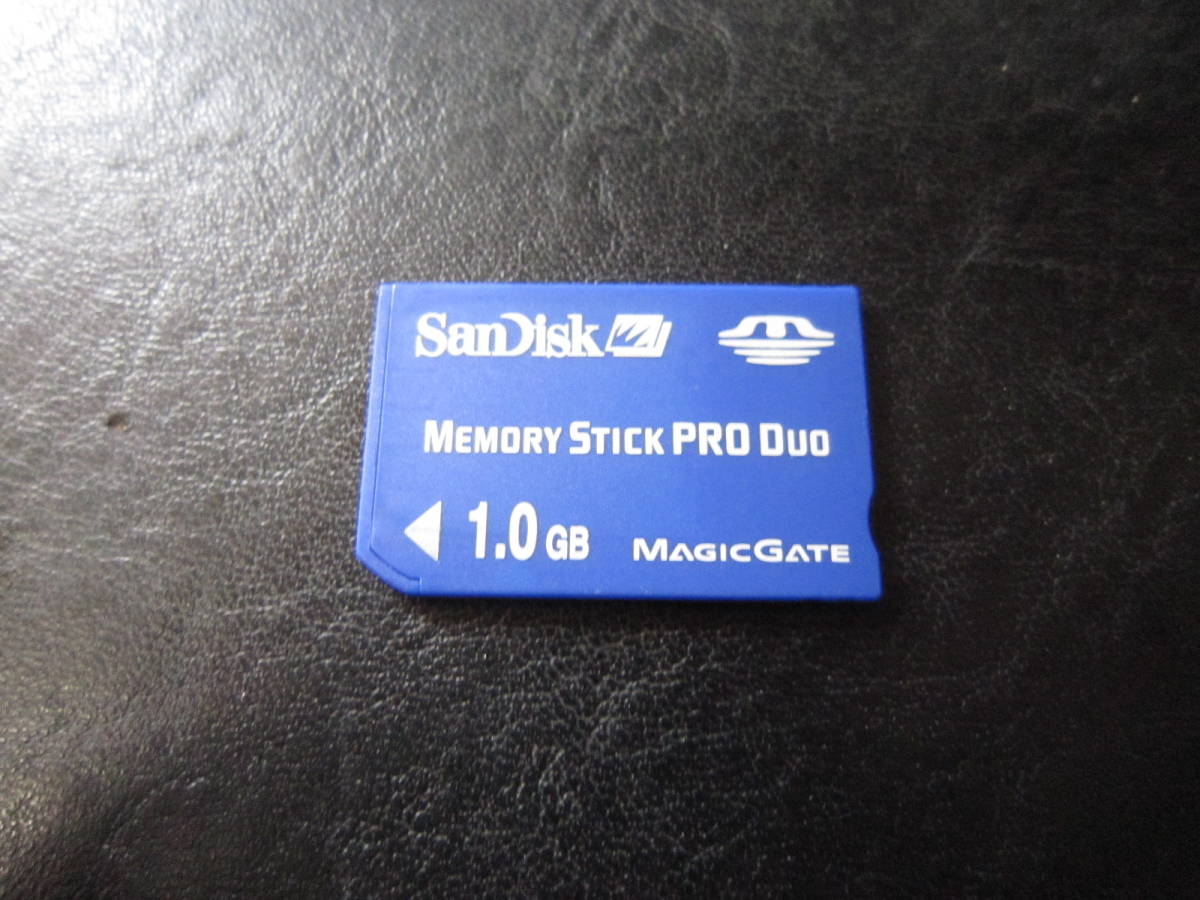 SanDisk
MEMORY STICK PRO DUO
1.0 GB MAGICGATE